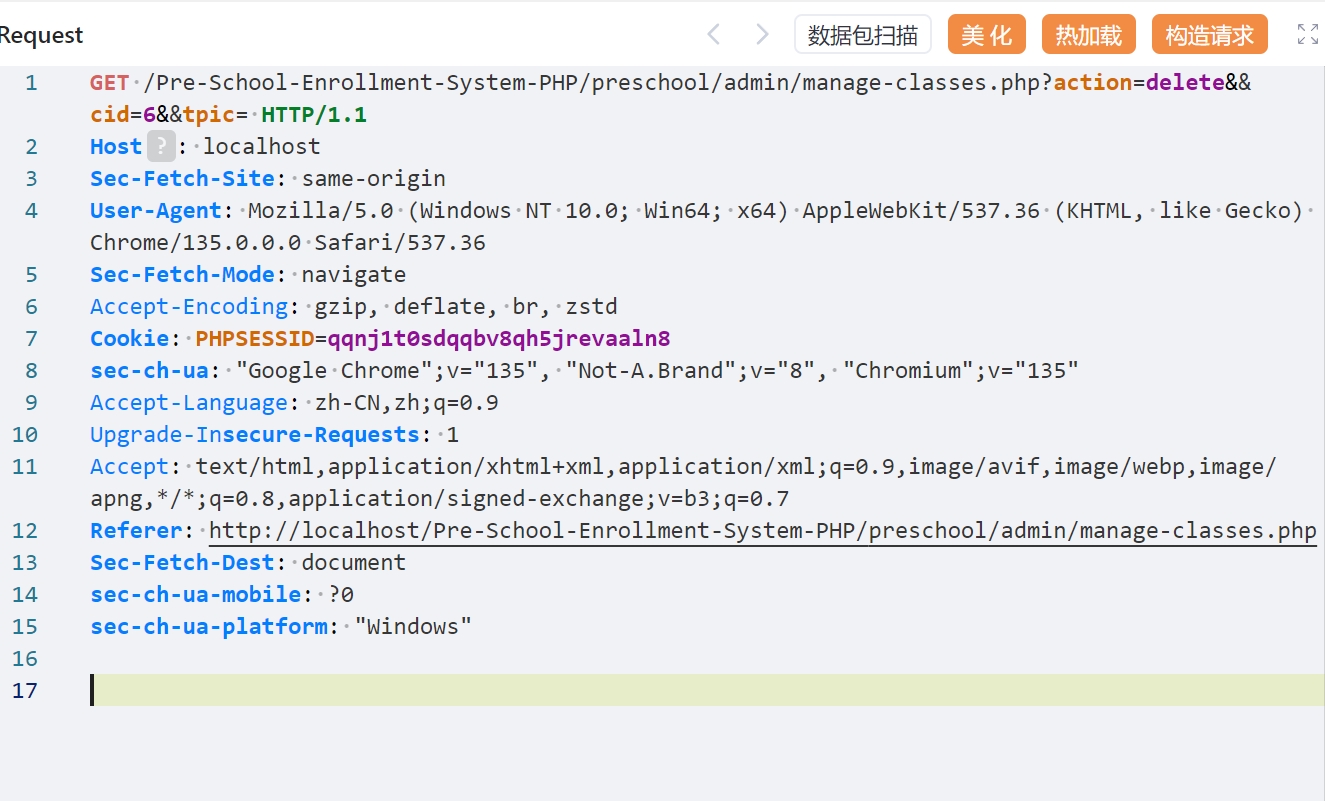 Request
数据包扫描
美化
热加载
构造请求
1 GET /Pre-School-Enrollment-System-PHP/preschool/admin/manage-classes.php?action=delete&&
cid=6&&tpic= HTTP/1.1
2 Host ? : localhost
3 Sec-Fetch-Site: same-origin
4 User-Agent: Mozilla/5.0 (Windows NT 10.0; Win64; x64) AppleWebKit/537.36 (KHTML, like Gecko)
Chrome/135.0.0.0 Safari/537.36
5 Sec-Fetch-Mode: navigate
6 Accept-Encoding: gzip, deflate, br, zstd
7 Cookie: PHPSESSID=qqnj1t0sdqqbv8qh5jrevaaln8
8 sec-ch-ua: "Google Chrome";v="135", "Not-A.Brand";v="8", "Chromium";v="135"
9 Accept-Language: zh-CN,zh;q=0.9
10 Upgrade-Insecure-Requests: 1
11 Accept: text/html,application/xhtml+xml,application/xml;q=0.9,image/avif,image/webp,image/
apng,*/*;q=0.8,application/signed-exchange;v=b3;q=0.7
12 Referer: http://localhost/Pre-School-Enrollment-System-PHP/preschool/admin/manage-classes.php
13 Sec-Fetch-Dest: document
14 sec-ch-ua-mobile: ?0
15 sec-ch-ua-platform: "Windows"
16
17